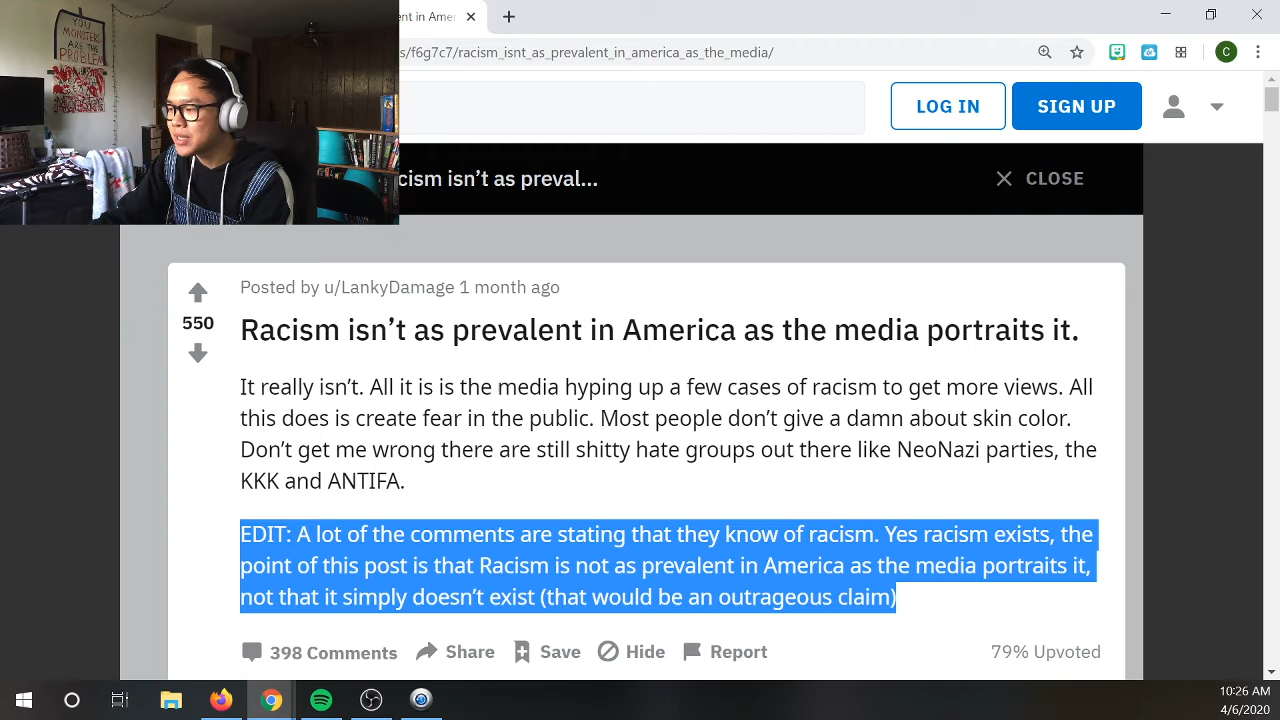 YOU
MONSTERS
ARE THE
PROBLEM
ent in Amer
s/f6g7c7/racism_isnt_as_prevalent_in_america_as_the_media/
C
LOG IN
SIGN UP
cism isn't as preval...
CLOSE
Posted by u/LankyDamage 1 month ago
550
Racism isn't as prevalent in America as the media portraits it.
It really isn't. All it is is the media hyping up a few cases of racism to get more views. All
this does is create fear in the public. Most people don't give a damn about skin color.
Don't get me wrong there are still shitty hate groups out there like NeoNazi parties, the
KKK and ANTIFA.
EDIT: A lot of the comments are stating that they know of racism. Yes racism exists, the
point of this post is that Racism is not as prevalent in America as the media portraits it,
not that it simply doesn't exist (that would be an outrageous claim)
398 Comments
Share
Save
Hide
Report
79% Upvoted
10:26 AM
4/6/2020